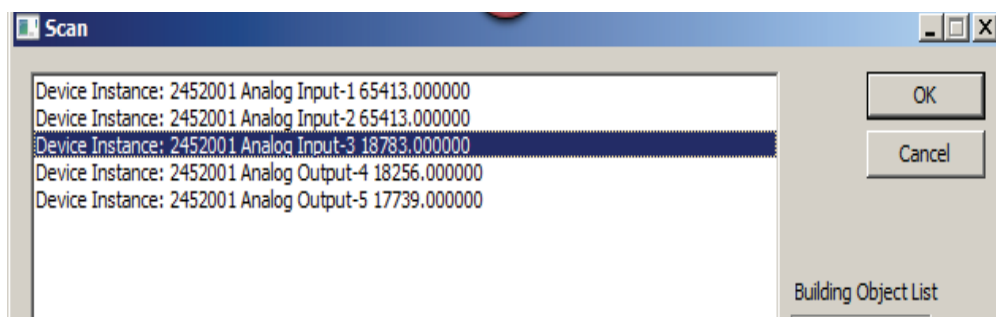 Scan
Device Instance: 2452001 Analog Input-1 65413.000000
Device Instance: 2452001 Analog Input-2 65413.000000
Device Instance: 2452001 Analog Input-3 18783.000000
Device Instance: 2452001 Analog Output-4 18256.000000
Device Instance: 2452001 Analog Output-5 17739.000000
OK
Cancel
Building Object List